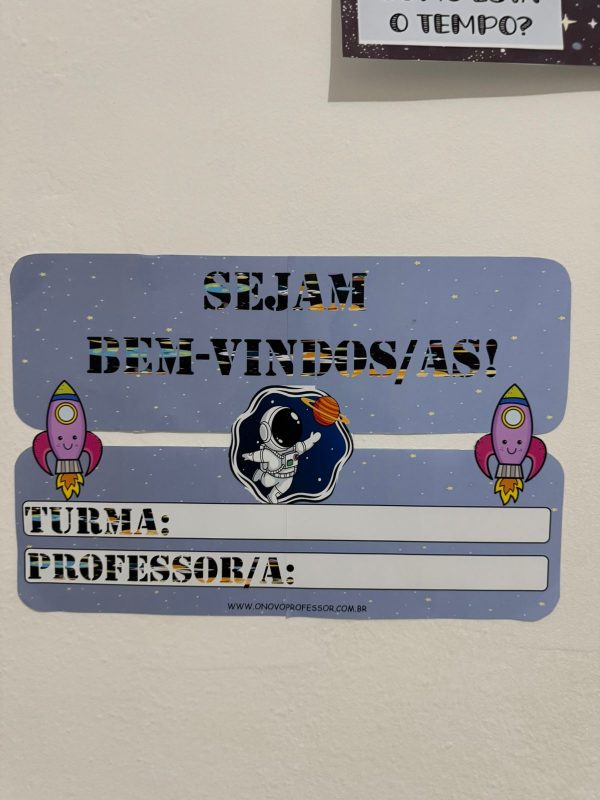 O TEMPO?
SEJAM
BEM-VINDOS/AS!
TURMA:
PROFESSOR/A:
WWW.ONOVOPROFESSOR.COM.BR